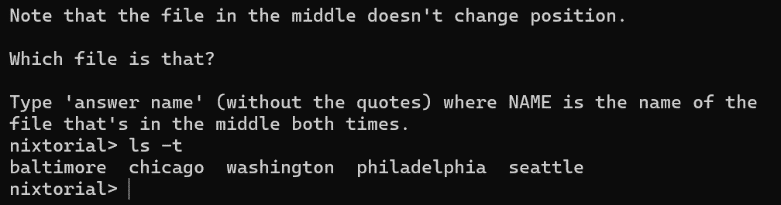 Note that the file in the middle doesn't change position.
Which file is that?
Type 'answer name' (without the quotes) where NAME is the name of the
file that's in the middle both times.
nixtorial> ls -t
baltimore  chicago  washington  philadelphia  seattle
nixtorial>